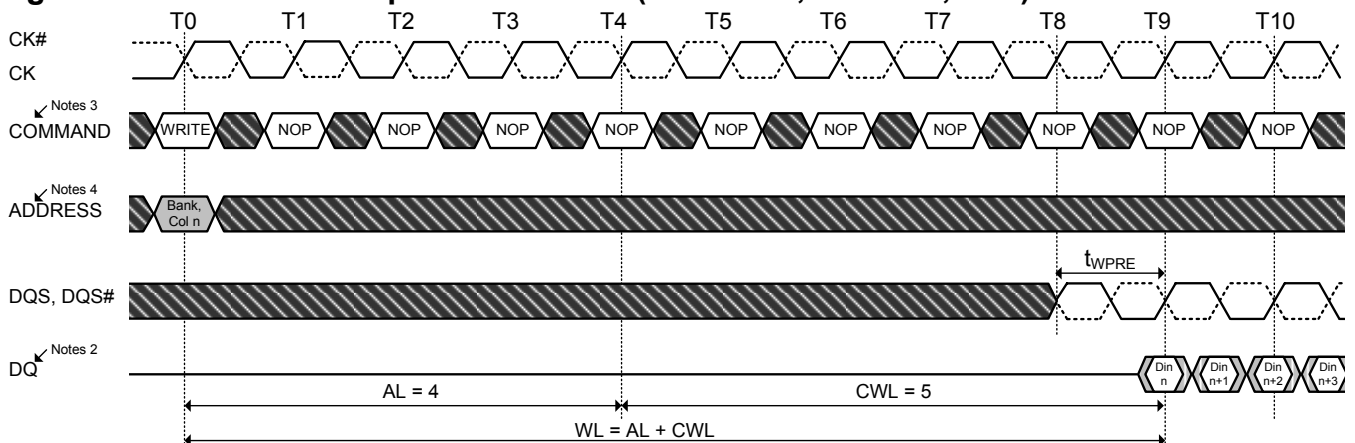 T0 T1 T2 T3 T4 T5 T6 T7 T8 T9 T10
CK#
CK
Notes 3
COMMAND WRITE NOP NOP NOP NOP NOP NOP NOP NOP NOP NOP
Notes 4
ADDRESS
Bank,
Col n
tWPRE
DQS, DQS#
Notes 2
DQ
Din Din Din Din
n n+1 n+2 n+3
AL = 4 CWL = 5
WL = AL + CWL